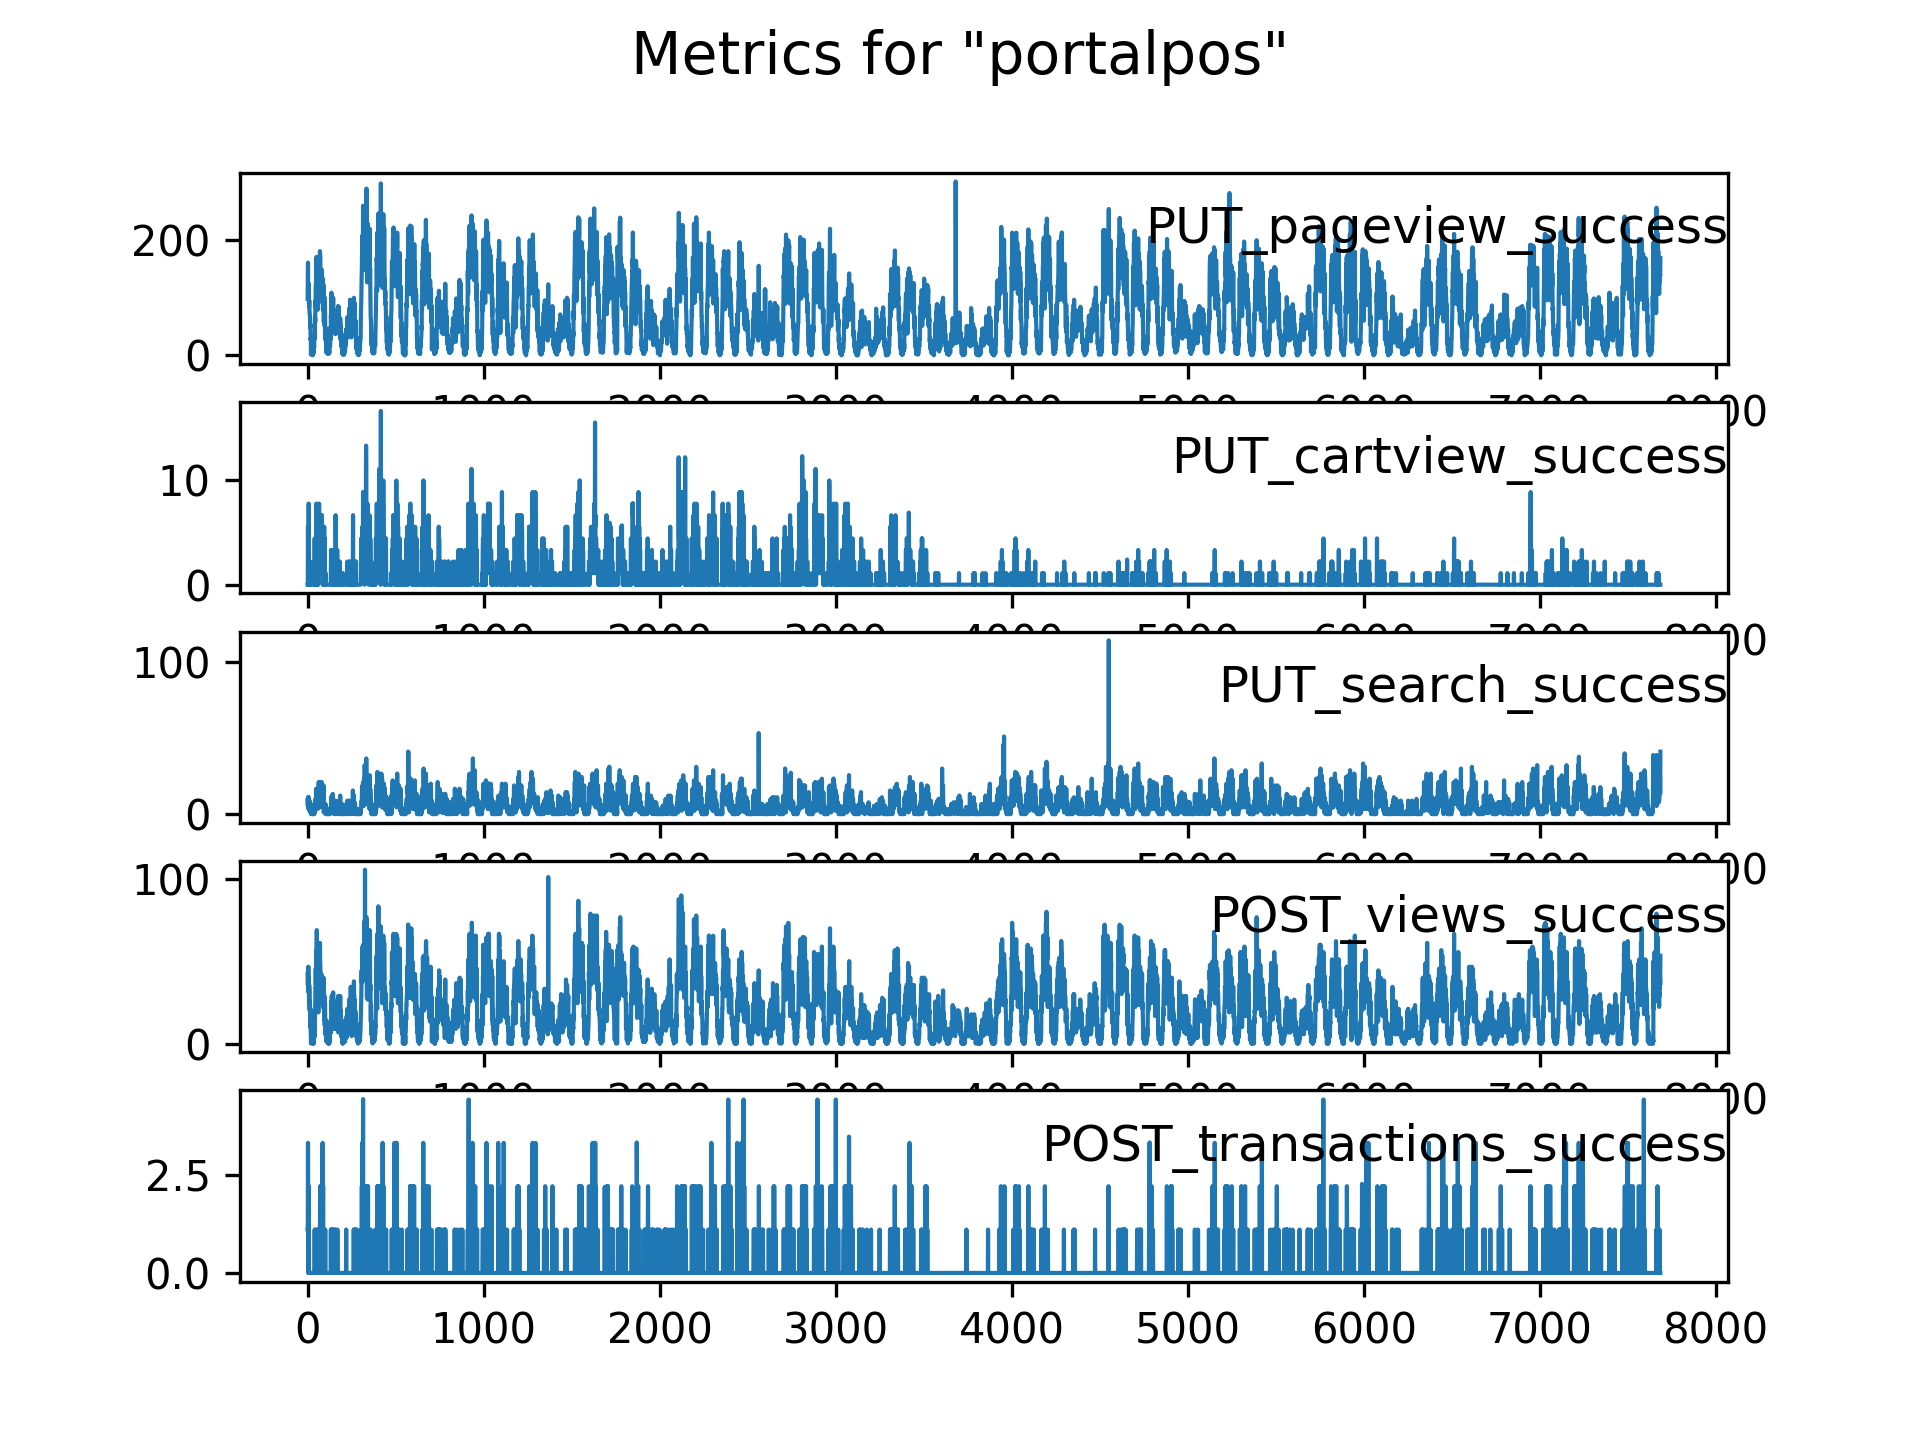 Metrics for "portalpos"
PUT_pageview_success
200
0
PUT_cartview_success
10
0
PUT_search_success
100
0
POST_views_success
100
0
POST_transactions_success
2.5
0.0
0 1000 2000 3000 4000 5000 6000 7000 8000